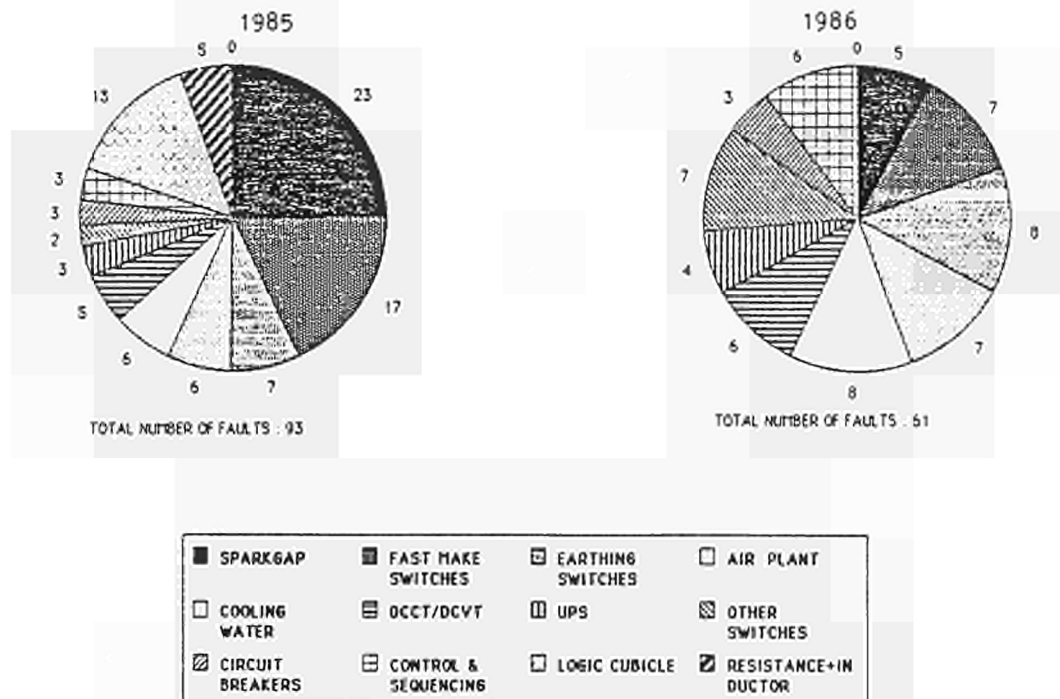 1985
5 0
23
17
7
6
6
5
3
2
3
3
13
TOTAL NUMBER OF FAULTS : 93
1986
6 0 5
7
8
7
8
6
4
7
3
TOTAL NUMBER OF FAULTS : 61
SPARKGAP
FAST MAKE
SWITCHES
EARTHING
SWITCHES
AIR PLANT
COOLING
WATER
DCCT/DCVT
UPS
OTHER
SWITCHES
CIRCUIT
BREAKERS
CONTROL &
SEQUENCING
LOGIC CUBICLE
RESISTANCE+IN
DUCTOR